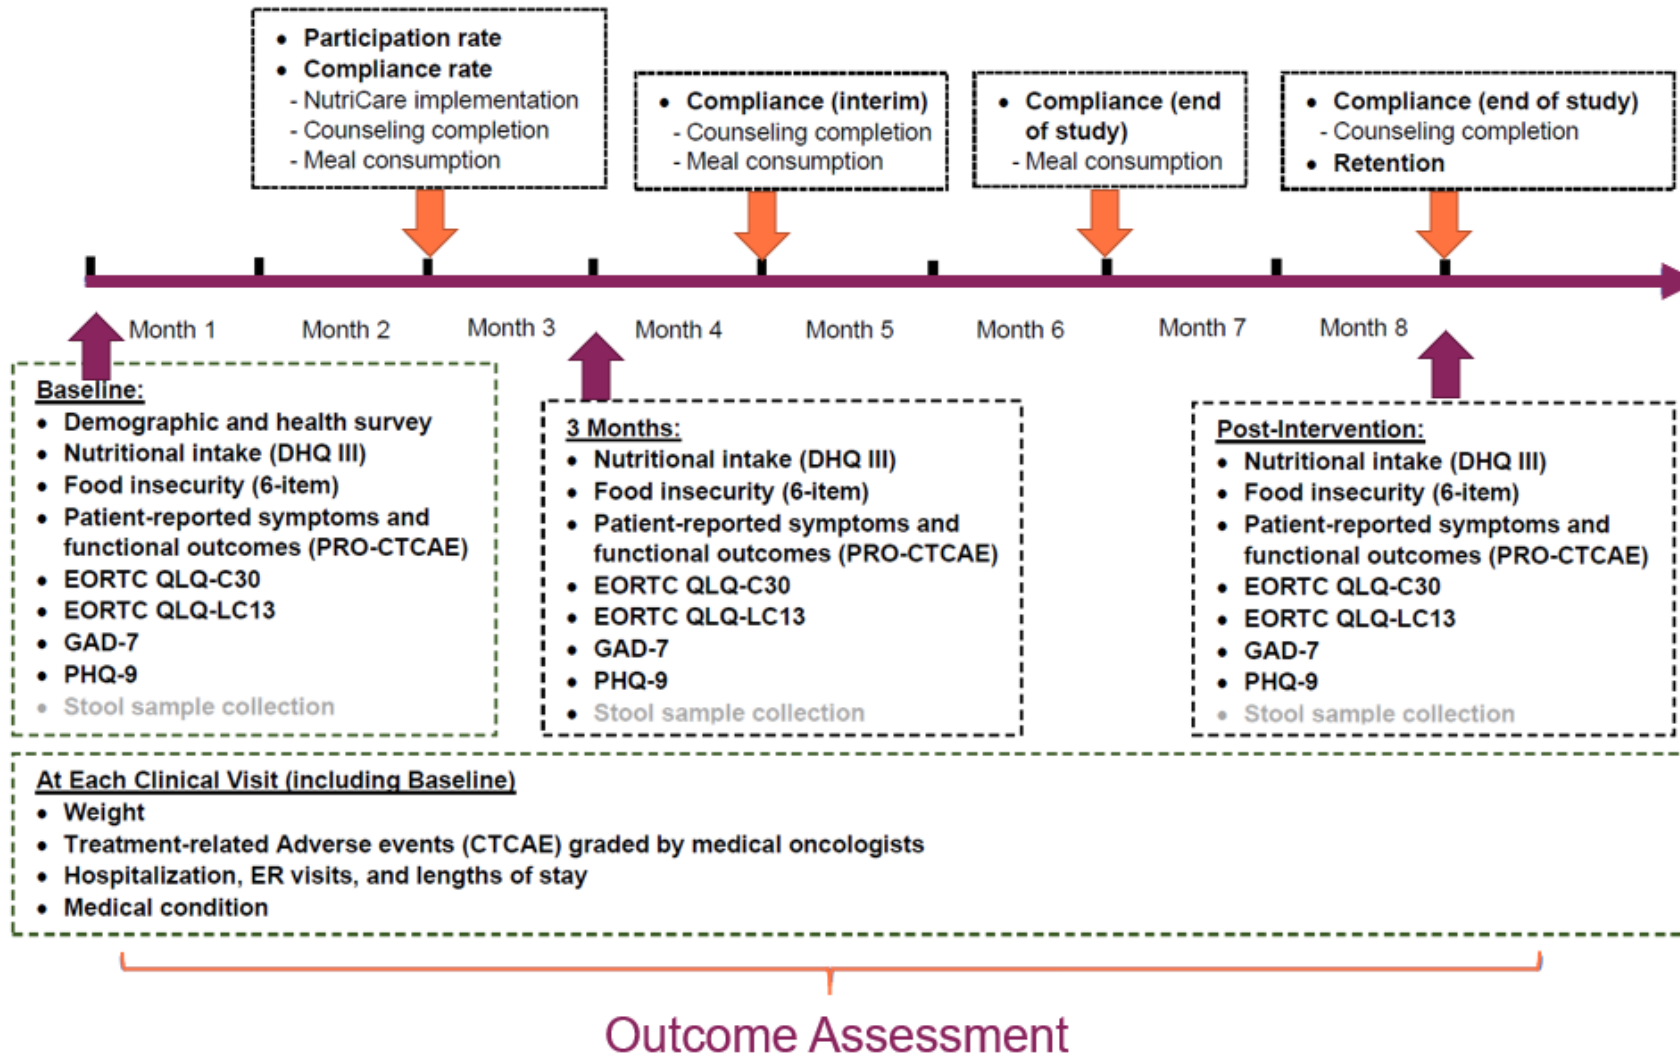 • Participation rate
• Compliance rate
- NutriCare implementation
- Counseling completion
- Meal consumption
• Compliance (interim)
- Counseling completion
- Meal consumption
• Compliance (end
of study)
- Meal consumption
• Compliance (end of study)
- Counseling completion
• Retention
Month 1
Month 2
Month 3
Month 4
Month 5
Month 6
Month 7
Month 8
Baseline:
• Demographic and health survey
• Nutritional intake (DHQ III)
• Food insecurity (6-item)
• Patient-reported symptoms and
functional outcomes (PRO-CTCAE)
• EORTC QLQ-C30
• EORTC QLQ-LC13
• GAD-7
• PHQ-9
• Stool sample collection
3 Months:
• Nutritional intake (DHQ III)
• Food insecurity (6-item)
• Patient-reported symptoms and
functional outcomes (PRO-CTCAE)
• EORTC QLQ-C30
• EORTC QLQ-LC13
• GAD-7
• PHQ-9
• Stool sample collection
Post-Intervention:
• Nutritional intake (DHQ III)
• Food insecurity (6-item)
• Patient-reported symptoms and
functional outcomes (PRO-CTCAE)
• EORTC QLQ-C30
• EORTC QLQ-LC13
• GAD-7
• PHQ-9
• Stool sample collection
At Each Clinical Visit (including Baseline)
• Weight
• Treatment-related Adverse events (CTCAE) graded by medical oncologists
• Hospitalization, ER visits, and lengths of stay
• Medical condition
Outcome Assessment